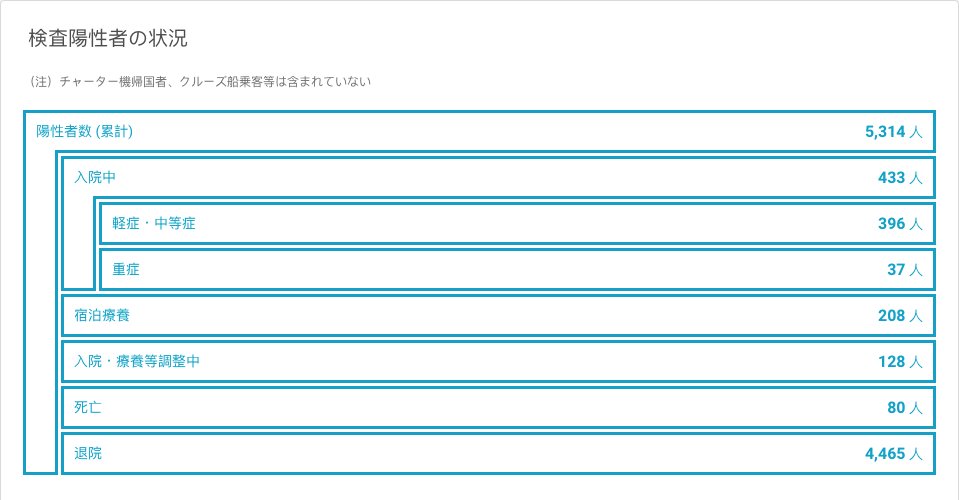 検査陽性者の状況
（注）チャーター機帰国者、クルーズ船乗客等は含まれていない
陽性者数 (累計) 5,314 人
入院中 433 人
軽症・中等症 396 人
重症 37 人
宿泊療養 208 人
入院・療養等調整中 128 人
死亡 80 人
退院 4,465 人